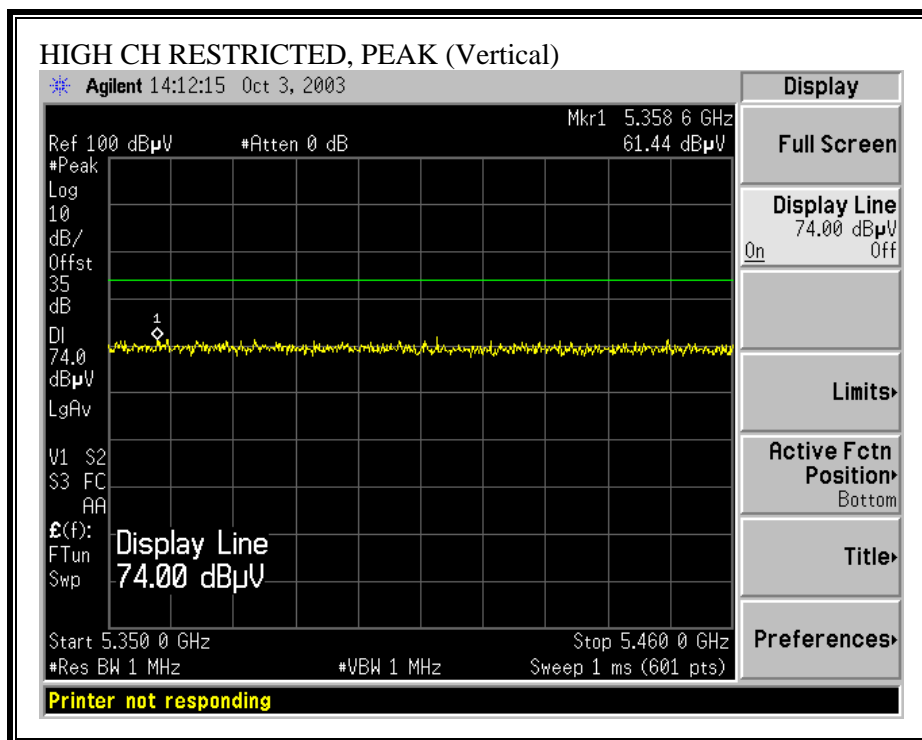 HIGH CH RESTRICTED, PEAK (Vertical)
Agilent 14:12:15 Oct 3, 2003
Display
Mkr1 5.358 6 GHz
Ref 100 dBµV #Atten 0 dB 61.44 dBµV
#Peak
Log
10
dB/
Offst
35
dB
DI
74.0
dBµV
LgAv
V1 S2
S3 FC
AA
£(f):
FTun
Swp
1
Display Line
74.00 dBµV
Start 5.350 0 GHz Stop 5.460 0 GHz
#Res BW 1 MHz #VBW 1 MHz Sweep 1 ms (601 pts)
Full Screen
Display Line
74.00 dBµV
On Off
Limits
Active Fctn
Position
Bottom
Title
Preferences
Printer not responding